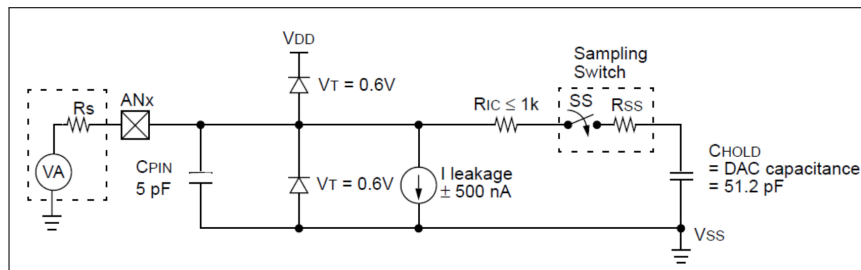 VDD
Sampling
Switch
VT = 0.6V
Rs
ANx
RIC ≤ 1k
SS
RSS
VA
CPIN
5 pF
VT = 0.6V
I leakage
± 500 nA
CHOLD
= DAC capacitance
= 51.2 pF
VSS